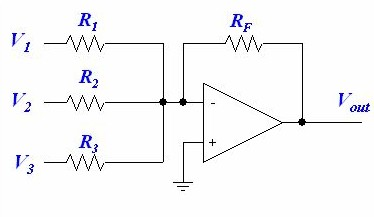 R1 RF
V1
R2
V2 - Vout
R3 +
V3